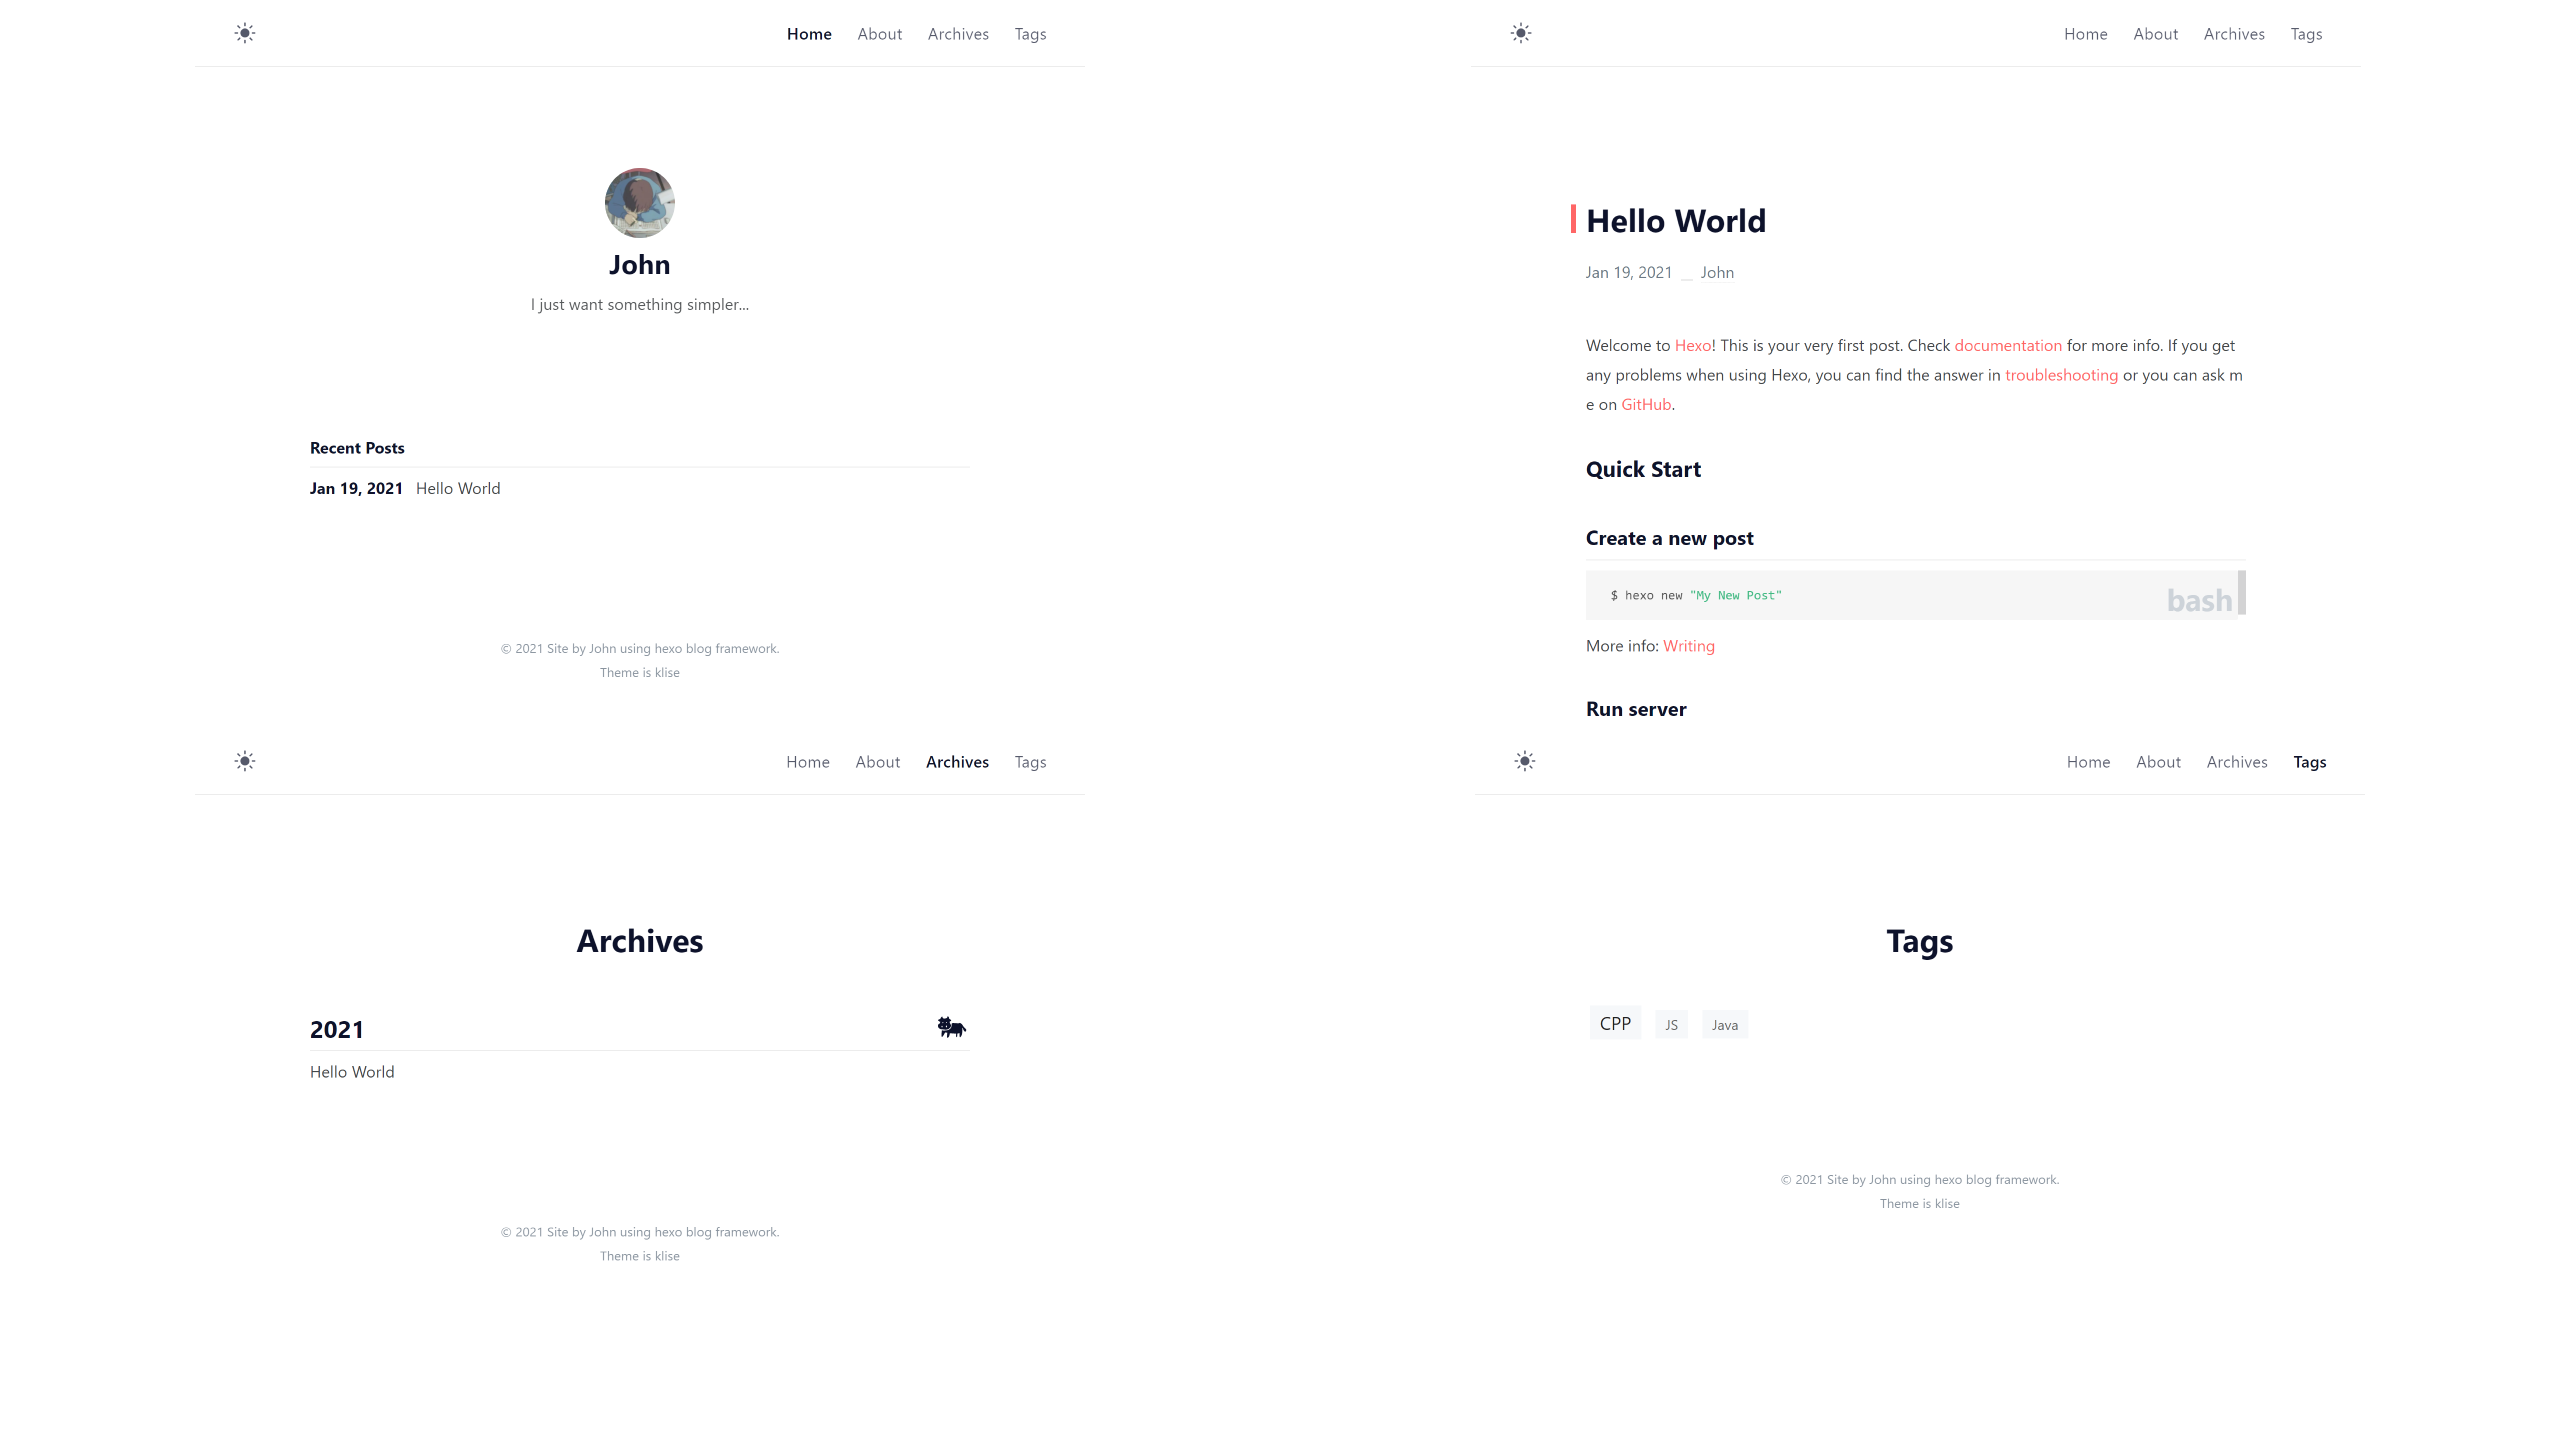 Home About Archives Tags
John
I just want something simpler...
Recent Posts
Jan 19, 2021 Hello World
© 2021 Site by John using hexo blog framework.
Theme is klise
Home About Archives Tags
Hello World
Jan 19, 2021 __ John
Welcome to Hexo! This is your very first post. Check documentation for more info. If you get
any problems when using Hexo, you can find the answer in troubleshooting or you can ask m
e on GitHub.
Quick Start
Create a new post
$ hexo new "My New Post"
bash
More info: Writing
Run server
Home About Archives Tags
Archives
2021
Hello World
© 2021 Site by John using hexo blog framework.
Theme is klise
Home About Archives Tags
Tags
CPP JS Java
© 2021 Site by John using hexo blog framework.
Theme is klise